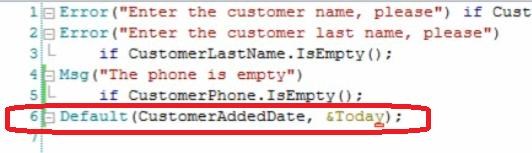 1 Error("Enter the customer name, please") if Cust
2 Error("Enter the customer last name, please")
3 if CustomerLastName.IsEmpty();
4 Msg("The phone is empty")
5 if CustomerPhone.IsEmpty();
6 Default(CustomerAddedDate, &Today);
7